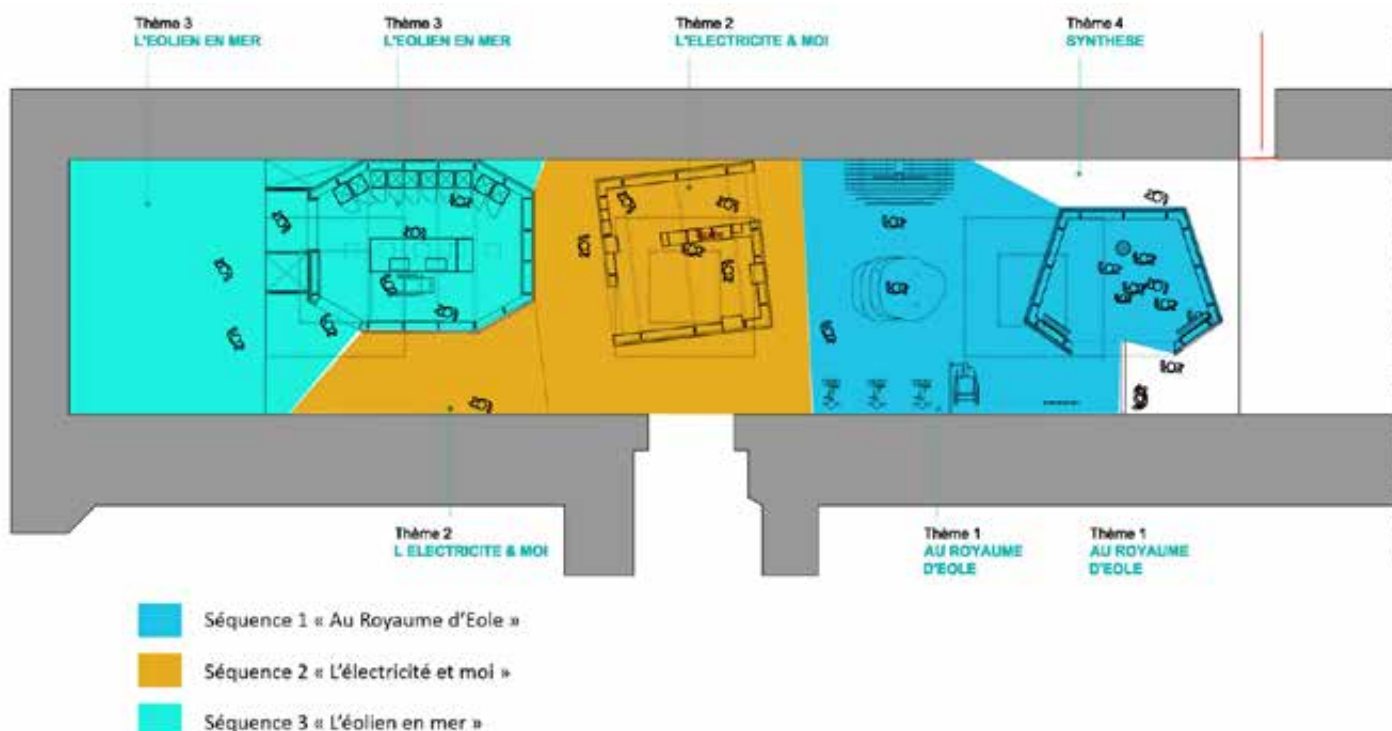 Thème 3
L'EOLIEN EN MER
Thème 3
L'EOLIEN EN MER
Thème 2
L'ELECTRICITE & MOI
Thème 4
SYNTHESE
Thème 2
L ELECTRICITE & MOI
Thème 1
AU ROYAUME
D'EOLE
Thème 1
AU ROYAUME
D'EOLE
Séquence 1 « Au Royaume d'Eole »
Séquence 2 « L'électricité et moi »
Séquence 3 « L'éolien en mer »